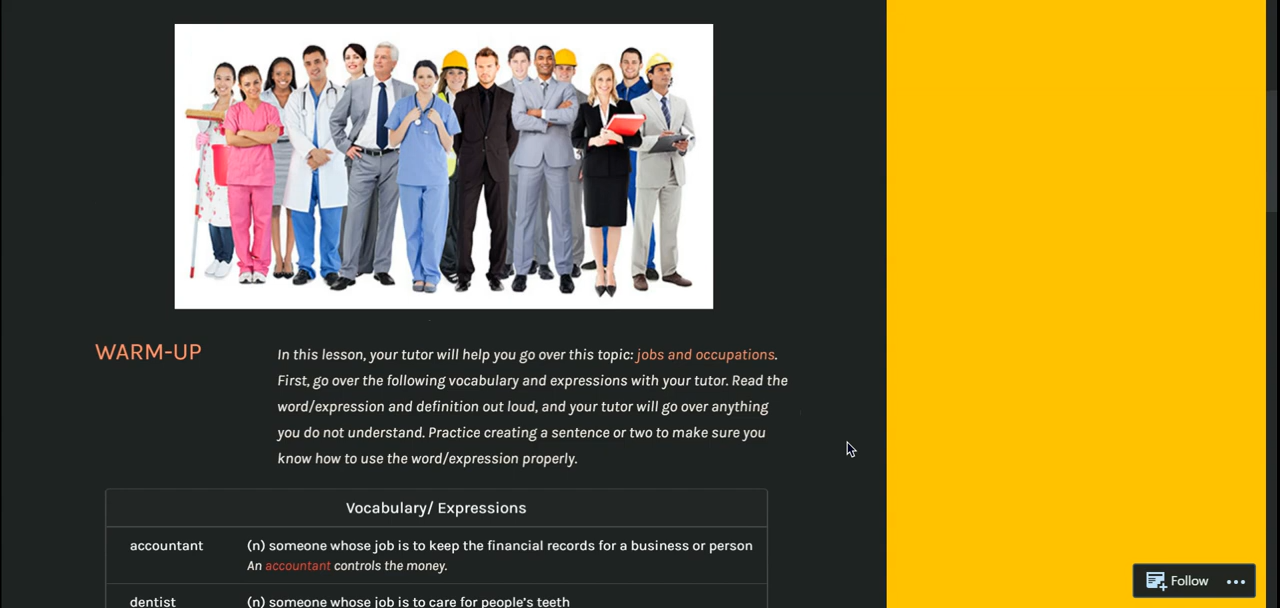 WARM-UP
In this lesson, your tutor will help you go over this topic: jobs and occupations.
First, go over the following vocabulary and expressions with your tutor. Read the
word/expression and definition out loud, and your tutor will go over anything
you do not understand. Practice creating a sentence or two to make sure you
know how to use the word/expression properly.
Vocabulary/ Expressions
accountant (n) someone whose job is to keep the financial records for a business or person
An accountant controls the money.
dentist (n) someone whose job is to care for people's teeth
Follow